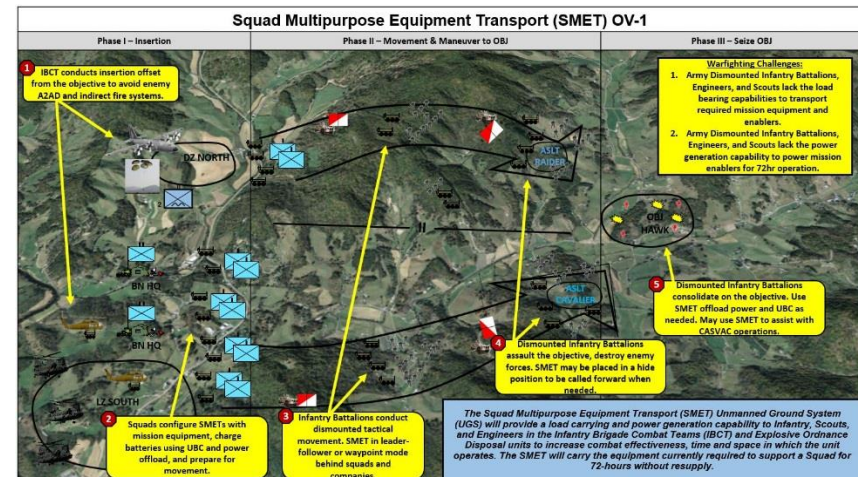 Squad Multipurpose Equipment Transport (SMET) OV-1
Phase I – Insertion
Phase II – Movement & Maneuver to OBJ
Phase III – Seize OBJ
1
IBCT conducts insertion offset
from the objective to avoid enemy
A2AD and indirect fire systems.
DZ NORTH
BN HQ
BN HQ
LZ SOUTH
2
Squads configure SMETs with
mission equipment, charge
batteries using UBC and power
offload, and prepare for
movement.
II
3
Infantry Battalions conduct
dismounted tactical
movement. SMET in leader-
follower or waypoint mode
behind squads and
companies.
ASLT
RAIDER
ASLT
CAVALIER
4
Dismounted Infantry Battalions
assault the objective, destroy enemy
forces. SMET may be placed in a hide
position to be called forward when
needed.
Warfighting Challenges:
1. Army Dismounted Infantry Battalions,
Engineers, and Scouts lack the load
bearing capabilities to transport
required mission equipment and
enablers.
2. Army Dismounted Infantry Battalions,
Engineers, and Scouts lack the power
generation capability to power mission
enablers for 72hr operation.
OBJ
HAWK
5
Dismounted Infantry Battalions
consolidate on the objective. Use
SMET offload power and UBC as
needed. May use SMET to assist with
CASVAC operations.
The Squad Multipurpose Equipment Transport (SMET) Unmanned Ground System
(UGS) will provide a load carrying and power generation capability to Infantry, Scouts,
and Engineers in the Infantry Brigade Combat Teams (IBCT) and Explosive Ordnance
Disposal units to increase combat effectiveness, time and space in which the unit
operates. The SMET will carry the equipment currently required to support a Squad for
72-hours without resupply.